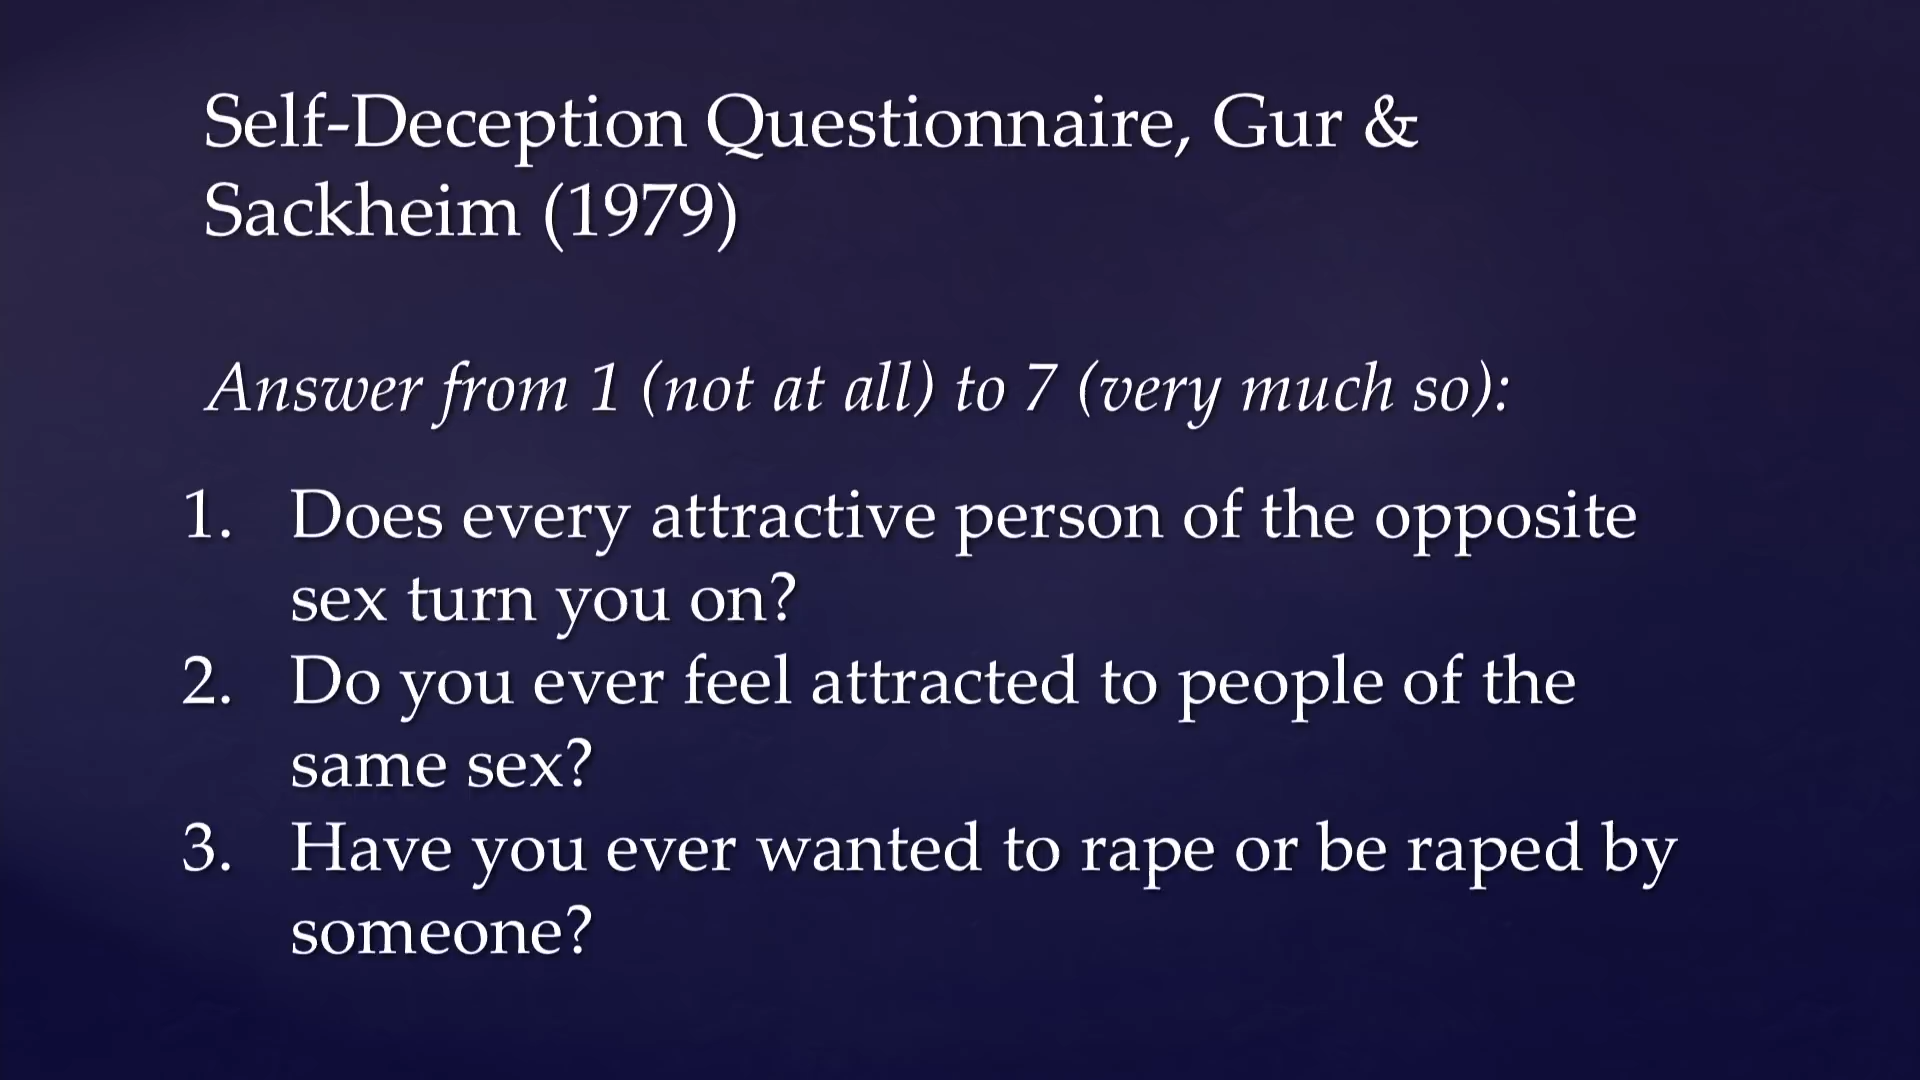 Self-Deception Questionnaire, Gur &
Sackheim (1979)
Answer from 1 (not at all) to 7 (very much so):
1. Does every attractive person of the opposite
sex turn you on?
2. Do you ever feel attracted to people of the
same sex?
3. Have you ever wanted to rape or be raped by
someone?